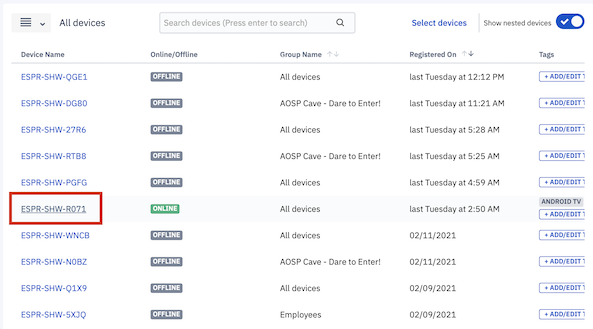 All devices Search devices (Press enter to search) Select devices Show nested devices
Device Name Online/Offline Group Name Registered On Tags
ESPR-SHW-QGE1 OFFLINE All devices last Tuesday at 12:12 PM + ADD/EDIT T
ESPR-SHW-DG80 OFFLINE AOSP Cave - Dare to Enter! last Tuesday at 11:21 AM + ADD/EDIT T
ESPR-SHW-27R6 OFFLINE All devices last Tuesday at 5:28 AM + ADD/EDIT T
ESPR-SHW-RTB8 OFFLINE AOSP Cave - Dare to Enter! last Tuesday at 5:25 AM + ADD/EDIT T
ESPR-SHW-PGFG OFFLINE All devices last Tuesday at 4:59 AM + ADD/EDIT T
ESPR-SHW-R071 ONLINE All devices last Tuesday at 2:50 AM ANDROID TV
+ ADD/EDIT T
ESPR-SHW-WNCB OFFLINE All devices 02/11/2021 + ADD/EDIT T
ESPR-SHW-N0BZ OFFLINE AOSP Cave - Dare to Enter! 02/11/2021 + ADD/EDIT T
ESPR-SHW-Q1X9 OFFLINE All devices 02/09/2021 + ADD/EDIT T
ESPR-SHW-5XJQ OFFLINE Employees 02/09/2021 + ADD/EDIT T